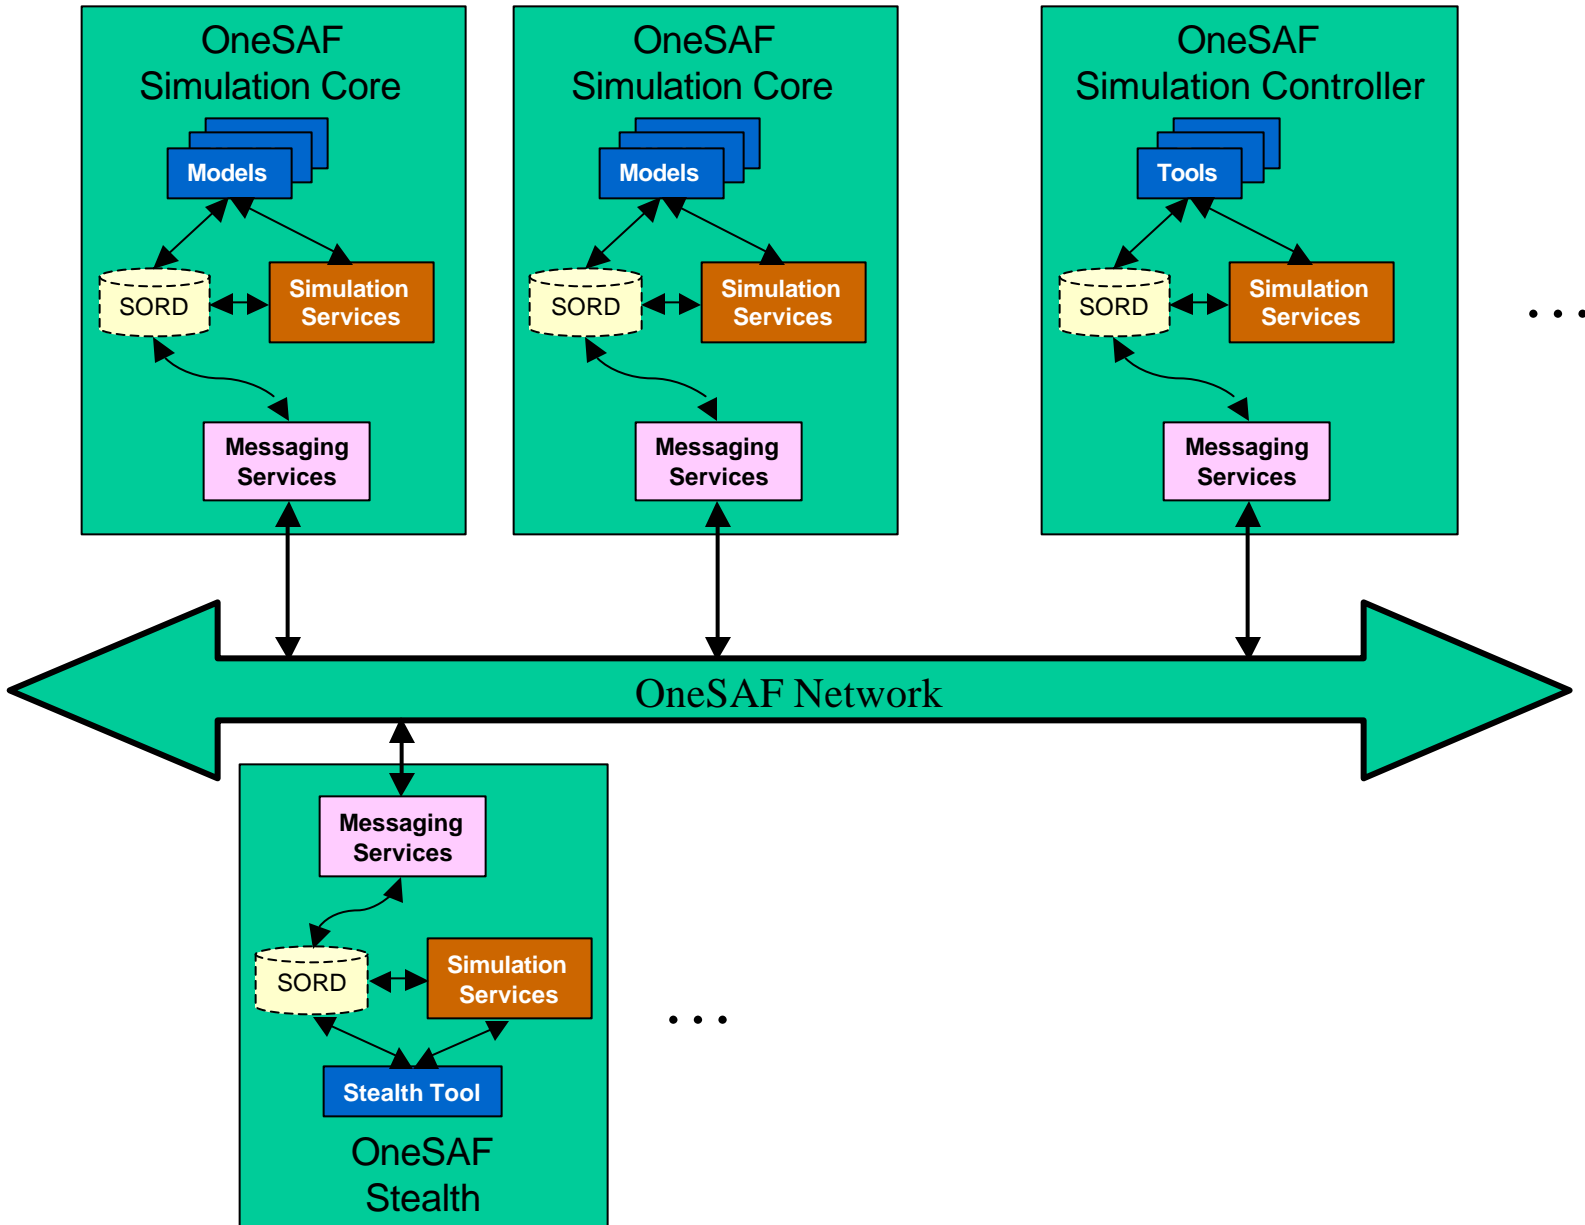 OneSAF
Simulation Core
Models
SORD
Simulation
Services
Messaging
Services
OneSAF
Simulation Core
Models
SORD
Simulation
Services
Messaging
Services
OneSAF
Simulation Controller
Tools
SORD
Simulation
Services
Messaging
Services
. . .
OneSAF Network
Messaging
Services
SORD
Simulation
Services
Stealth Tool
OneSAF
Stealth
. . .